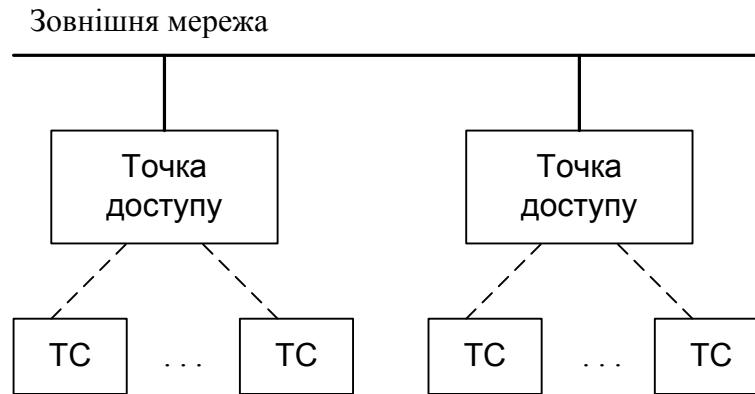 Зовнішня мережа
Точка
доступу
Точка
доступу
ТС
. . .
ТС
ТС
. . .
ТС